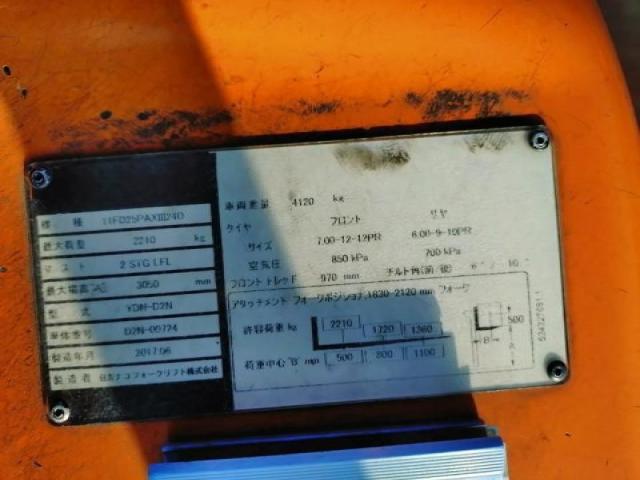 機 種 11FD25PAXⅢ24D
最大荷重 2210 kg
マスト 2 STG LFL
最大揚高"A" 3050 mm
型 式 YDN-D2N
車体番号 D2N-00724
製造年月 2017.06
製造者 フォークリフト株式会社
車両重量 4120 kg
タイヤ フロント リヤ
サイズ 7.00-12-12PR 6.00-9-10PR
空気圧 850 kPa 700 kPa
フロントトレッド 970 mm チルト角(前/後)
アタッチメント フォークポジショナ,1830-2120 mm フォーク
許容荷重 kg 2210 1720 1360
荷重中心"B" mm 500 800 1100
500
B
A